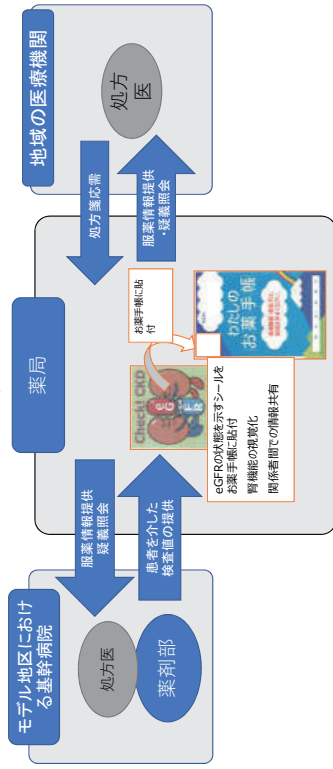 モデル地区におけ
る基幹病院
処方医
薬剤部
服薬情報提供
疑義照会
患者を介した
検査値の提供
薬局
Check! CKD
eGFR
お薬手帳に貼
付
わたしの
お薬手帳
eGFRの状態を示すシールを
お薬手帳に貼付
腎機能の視覚化
関係者間での情報共有
処方箋応需
服薬情報提供
・疑義照会
地域の医療機関
処方
医